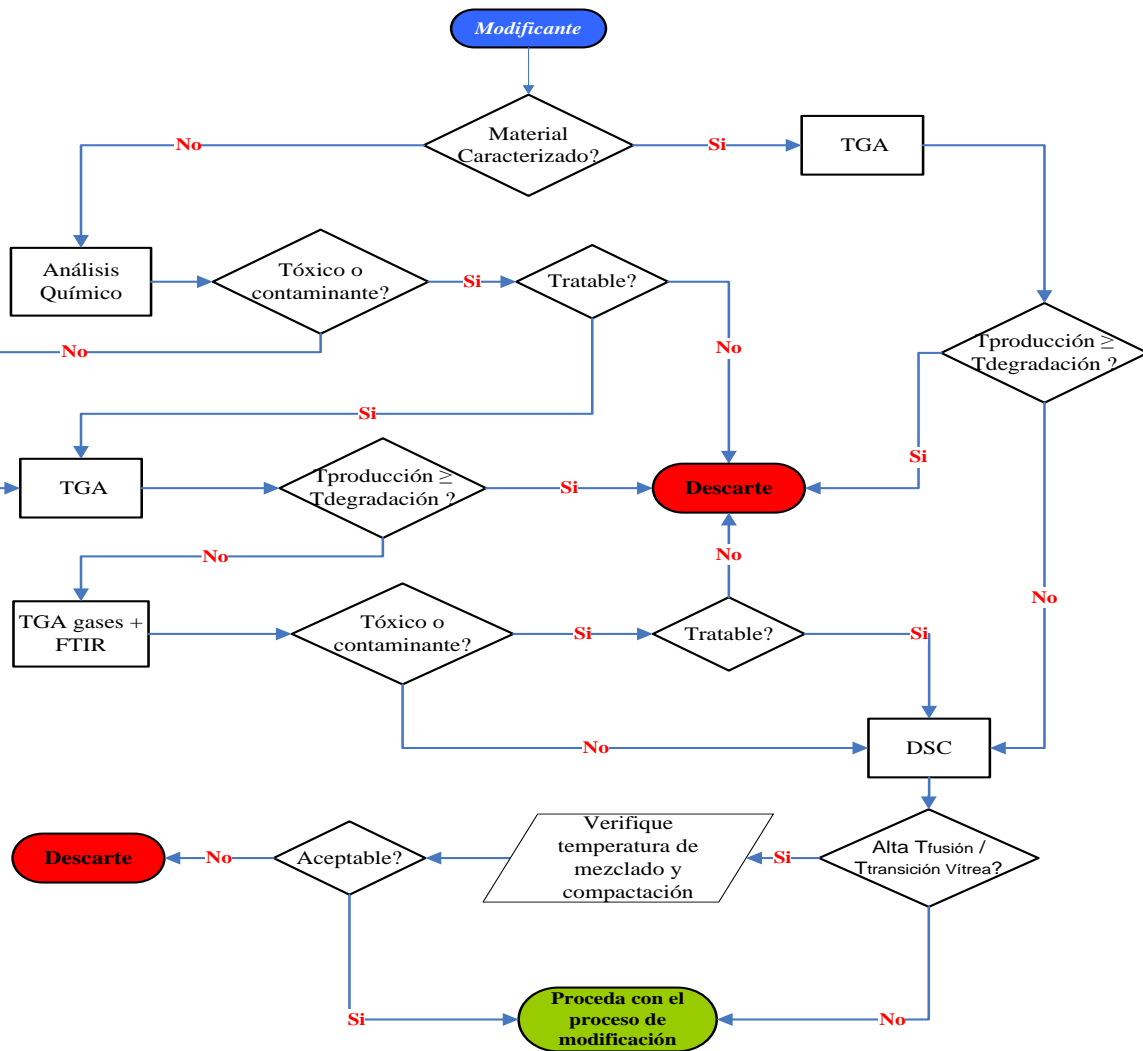 Modificante
Material
Caracterizado?
No
Si
TGA
Análisis
Químico
Tóxico o
contaminante?
Si
Tratable?
No
No
Tproducción ≥
Tdegradación ?
Si
Si
TGA
Tproducción ≥
Tdegradación ?
Si
Descarte
No
No
No
TGA gases +
FTIR
Tóxico o
contaminante?
Si
Tratable?
Si
No
DSC
Descarte
No
Aceptable?
Verifique
temperatura de
mezclado y
compactación
Si
Alta Tfusión /
Ttransición Vítrea?
Si
Proceda con el
proceso de
modificación
No